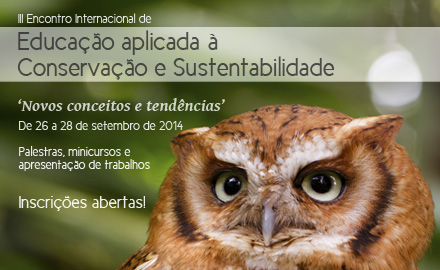 III Encontro Internacional de
Educação aplicada à
Conservação e Sustentabilidade
‘Novos conceitos e tendências’
De 26 a 28 de setembro de 2014
Palestras, minicursos e
apresentação de trabalhos
Inscrições abertas!